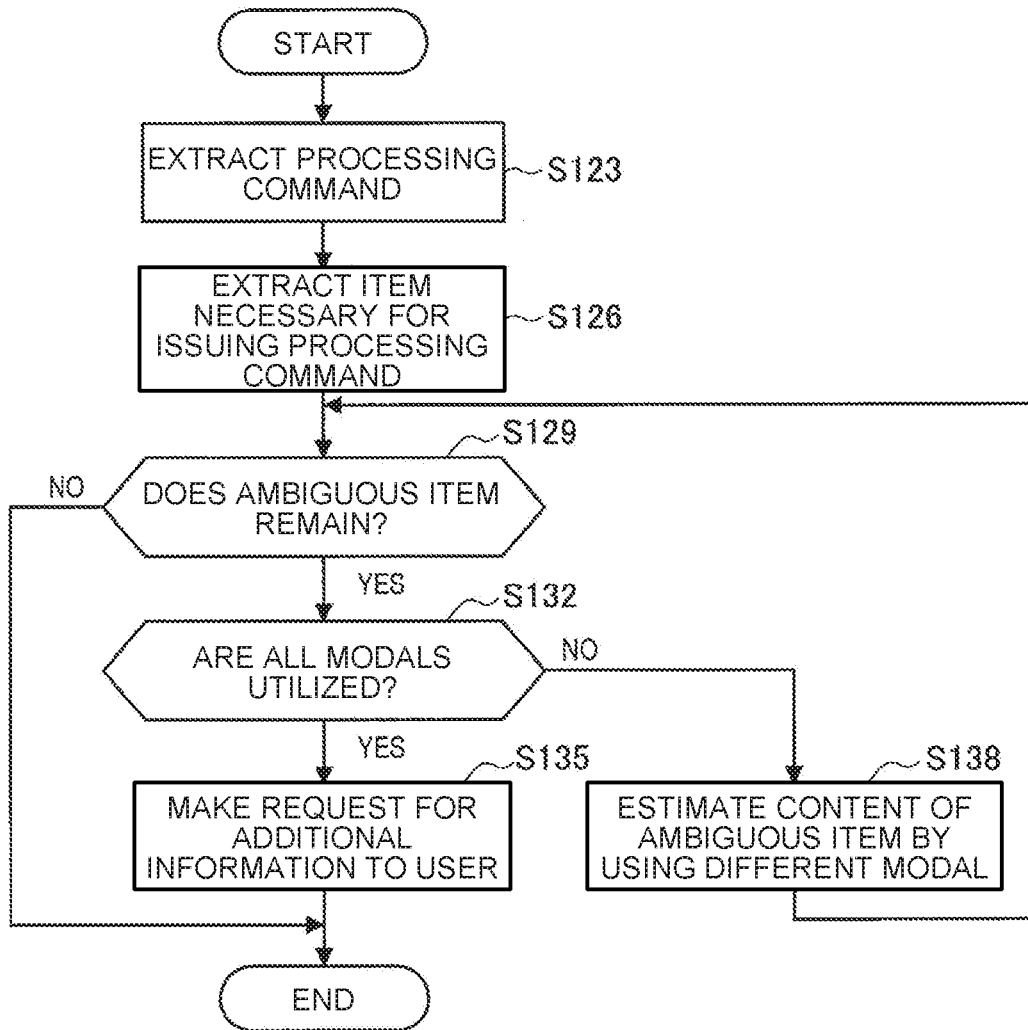 START
EXTRACT PROCESSING
COMMAND
S123
EXTRACT ITEM
NECESSARY FOR
ISSUING PROCESSING
COMMAND
S126
S129
NO
DOES AMBIGUOUS ITEM
REMAIN?
YES
S132
ARE ALL MODALS
UTILIZED?
NO
YES
S135
MAKE REQUEST FOR
ADDITIONAL
INFORMATION TO USER
S138
ESTIMATE CONTENT OF
AMBIGUOUS ITEM BY
USING DIFFERENT MODAL
END